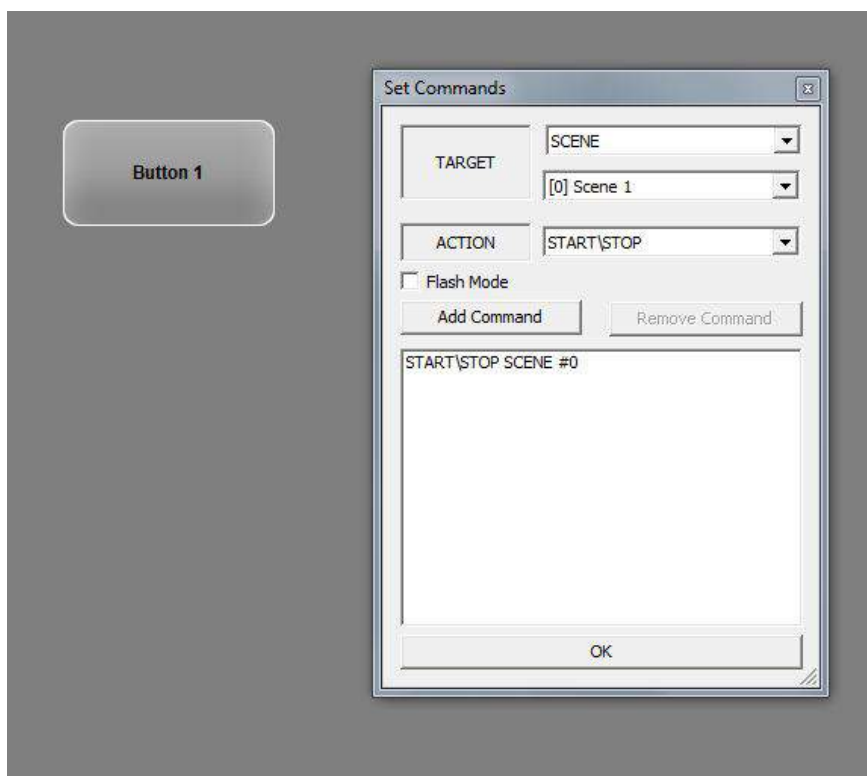 Set Commands
Button 1
TARGET
SCENE
[0] Scene 1
ACTION
START\STOP
Flash Mode
Add Command
Remove Command
START\STOP SCENE #0
OK